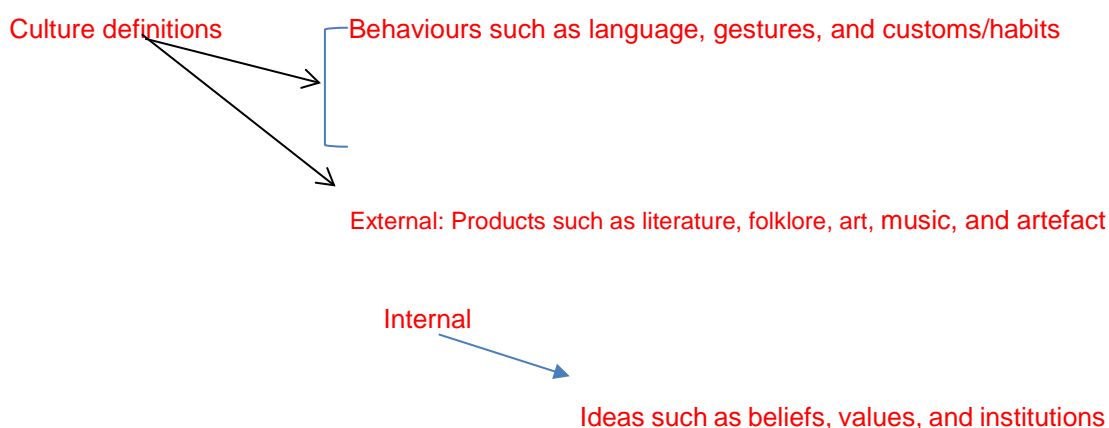 Culture definitions Behaviours such as language, gestures, and customs/habits
External: Products such as literature, folklore, art, music, and artefact
Internal
Ideas such as beliefs, values, and institutions